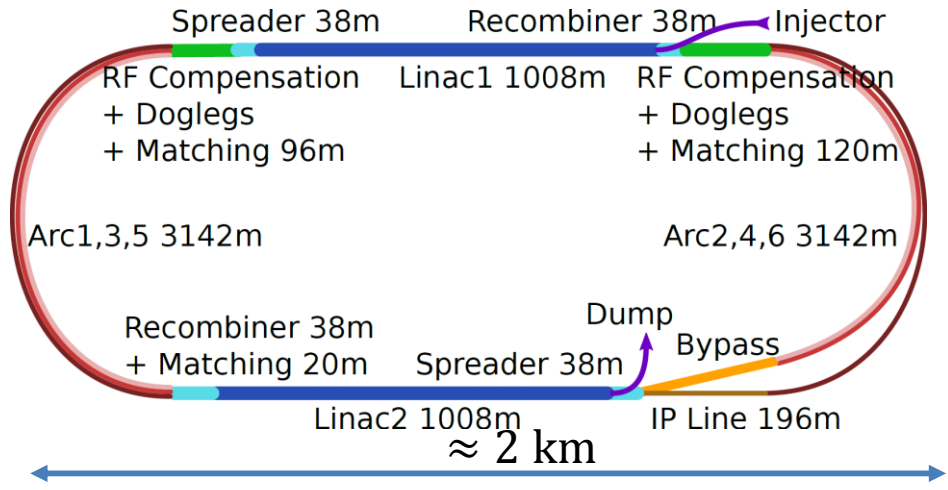 Spreader 38m
Recombiner 38m
Injector
RF Compensation
+ Doglegs
+ Matching 96m
Linac1 1008m
RF Compensation
+ Doglegs
+ Matching 120m
Arc1,3,5 3142m
Arc2,4,6 3142m
Recombiner 38m
+ Matching 20m
Spreader 38m
Dump
Bypass
Linac2 1008m
IP Line 196m
≈ 2 km